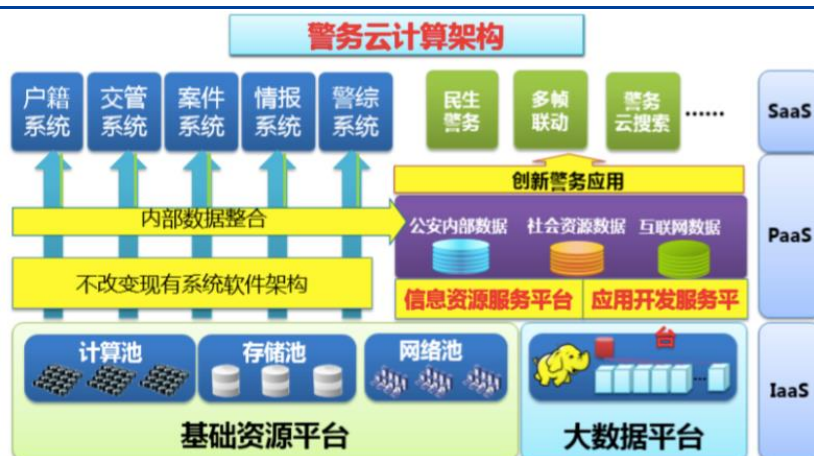 警务云计算架构
户籍
系统
交管
系统
案件
系统
情报
系统
警综
系统
民生
警务
多帧
联动
警务
云搜索
......
SaaS
创新警务应用
内部数据整合
公安内部数据
社会资源数据
互联网数据
PaaS
不改变现有系统软件架构
信息资源服务平台
应用开发服务平
台
计算池
存储池
网络池
...
IaaS
基础资源平台
大数据平台